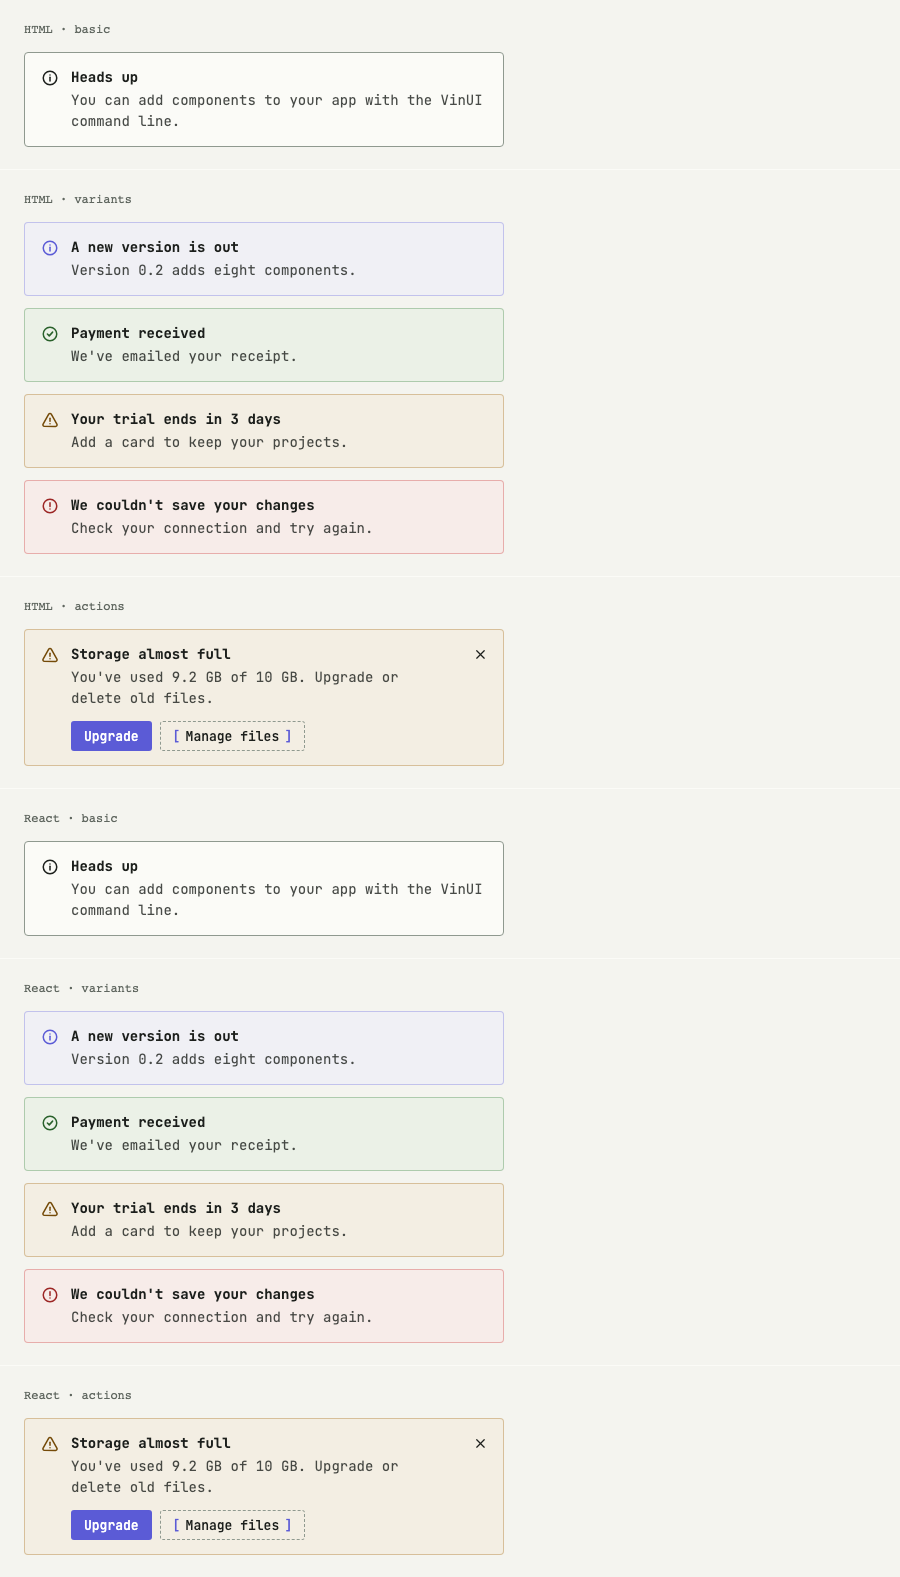 HTML · basic
Heads up
You can add components to your app with the VinUI
command line.
HTML · variants
A new version is out
Version 0.2 adds eight components.
Payment received
We've emailed your receipt.
Your trial ends in 3 days
Add a card to keep your projects.
We couldn't save your changes
Check your connection and try again.
HTML · actions
Storage almost full
You've used 9.2 GB of 10 GB. Upgrade or
delete old files.
Upgrade [ Manage files ]
React · basic
Heads up
You can add components to your app with the VinUI
command line.
React · variants
A new version is out
Version 0.2 adds eight components.
Payment received
We've emailed your receipt.
Your trial ends in 3 days
Add a card to keep your projects.
We couldn't save your changes
Check your connection and try again.
React · actions
Storage almost full
You've used 9.2 GB of 10 GB. Upgrade or
delete old files.
Upgrade [ Manage files ]